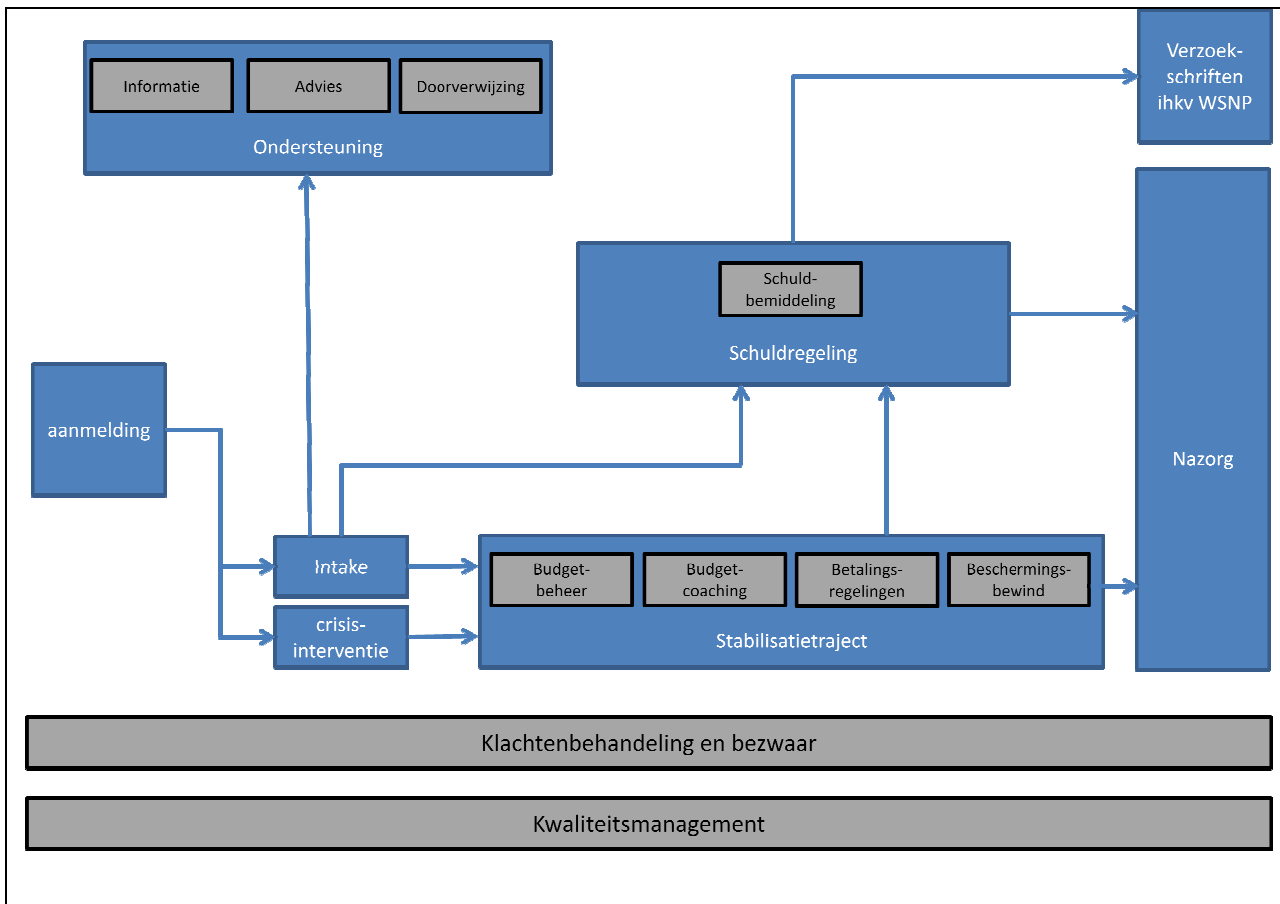 Informatie
Advies
Doorverwijzing
Ondersteuning
Verzoek-
schriften
ihkv WSNP
Schuld-
bemiddeling
Schuldregeling
aanmelding
Nazorg
Intake
crisis-
interventie
Budget-
beheer
Budget-
coaching
Betalings-
regelingen
Beschermings-
bewind
Stabilisatietraject
Klachtenbehandeling en bezwaar
Kwaliteitsmanagement